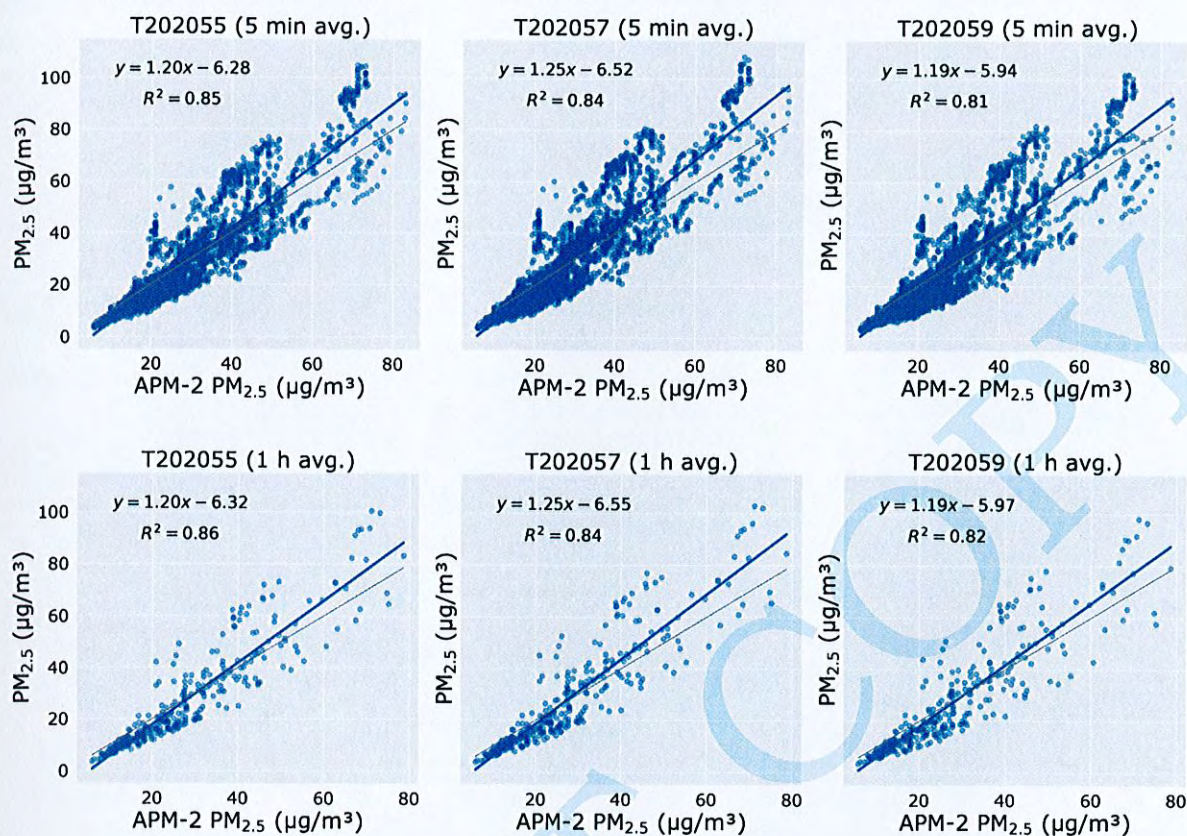 T202055 (5 min avg.)
y = 1.20x − 6.28
R² = 0.85
PM₂.₅ (µg/m³)
100
80
60
40
20
0
20 40 60 80
APM-2 PM₂.₅ (µg/m³)
T202057 (5 min avg.)
y = 1.25x − 6.52
R² = 0.84
PM₂.₅ (µg/m³)
20 40 60 80
APM-2 PM₂.₅ (µg/m³)
T202059 (5 min avg.)
y = 1.19x − 5.94
R² = 0.81
PM₂.₅ (µg/m³)
20 40 60 80
APM-2 PM₂.₅ (µg/m³)
T202055 (1 h avg.)
y = 1.20x − 6.32
R² = 0.86
PM₂.₅ (µg/m³)
100
80
60
40
20
0
20 40 60 80
APM-2 PM₂.₅ (µg/m³)
T202057 (1 h avg.)
y = 1.25x − 6.55
R² = 0.84
PM₂.₅ (µg/m³)
20 40 60 80
APM-2 PM₂.₅ (µg/m³)
T202059 (1 h avg.)
y = 1.19x − 5.97
R² = 0.82
PM₂.₅ (µg/m³)
20 40 60 80
APM-2 PM₂.₅ (µg/m³)
COPY